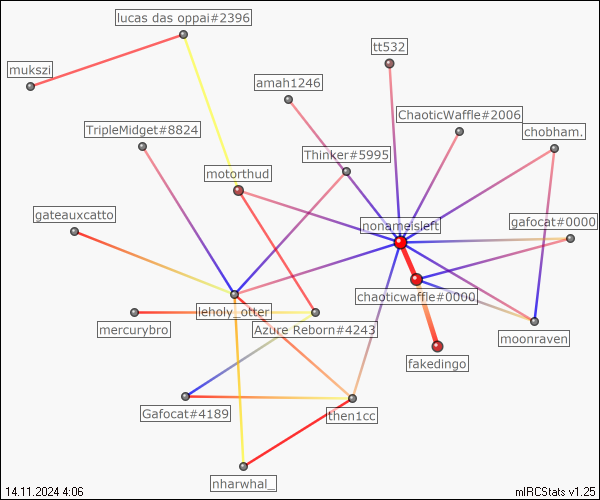 lucas das oppai#2396
tt532
mukszi
amah1246
ChaoticWaffle#2006
TripleMidget#8824
chobham.
Thinker#5995
motorthud
gateauxcatto
nonameisleft
gafocat#0000
chaoticwaffle#0000
leholy_otter
mercurybro
Azure Reborn#4243
moonraven
fakedingo
Gafocat#4189
then1cc
nharwhal_
14.11.2024 4:06
mIRCStats v1.25